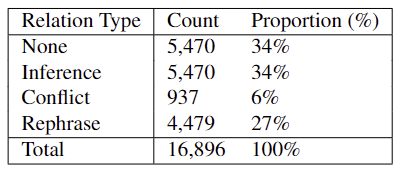 Relation Type Count Proportion (%)
None 5,470 34%
Inference 5,470 34%
Conflict 937 6%
Rephrase 4,479 27%
Total 16,896 100%